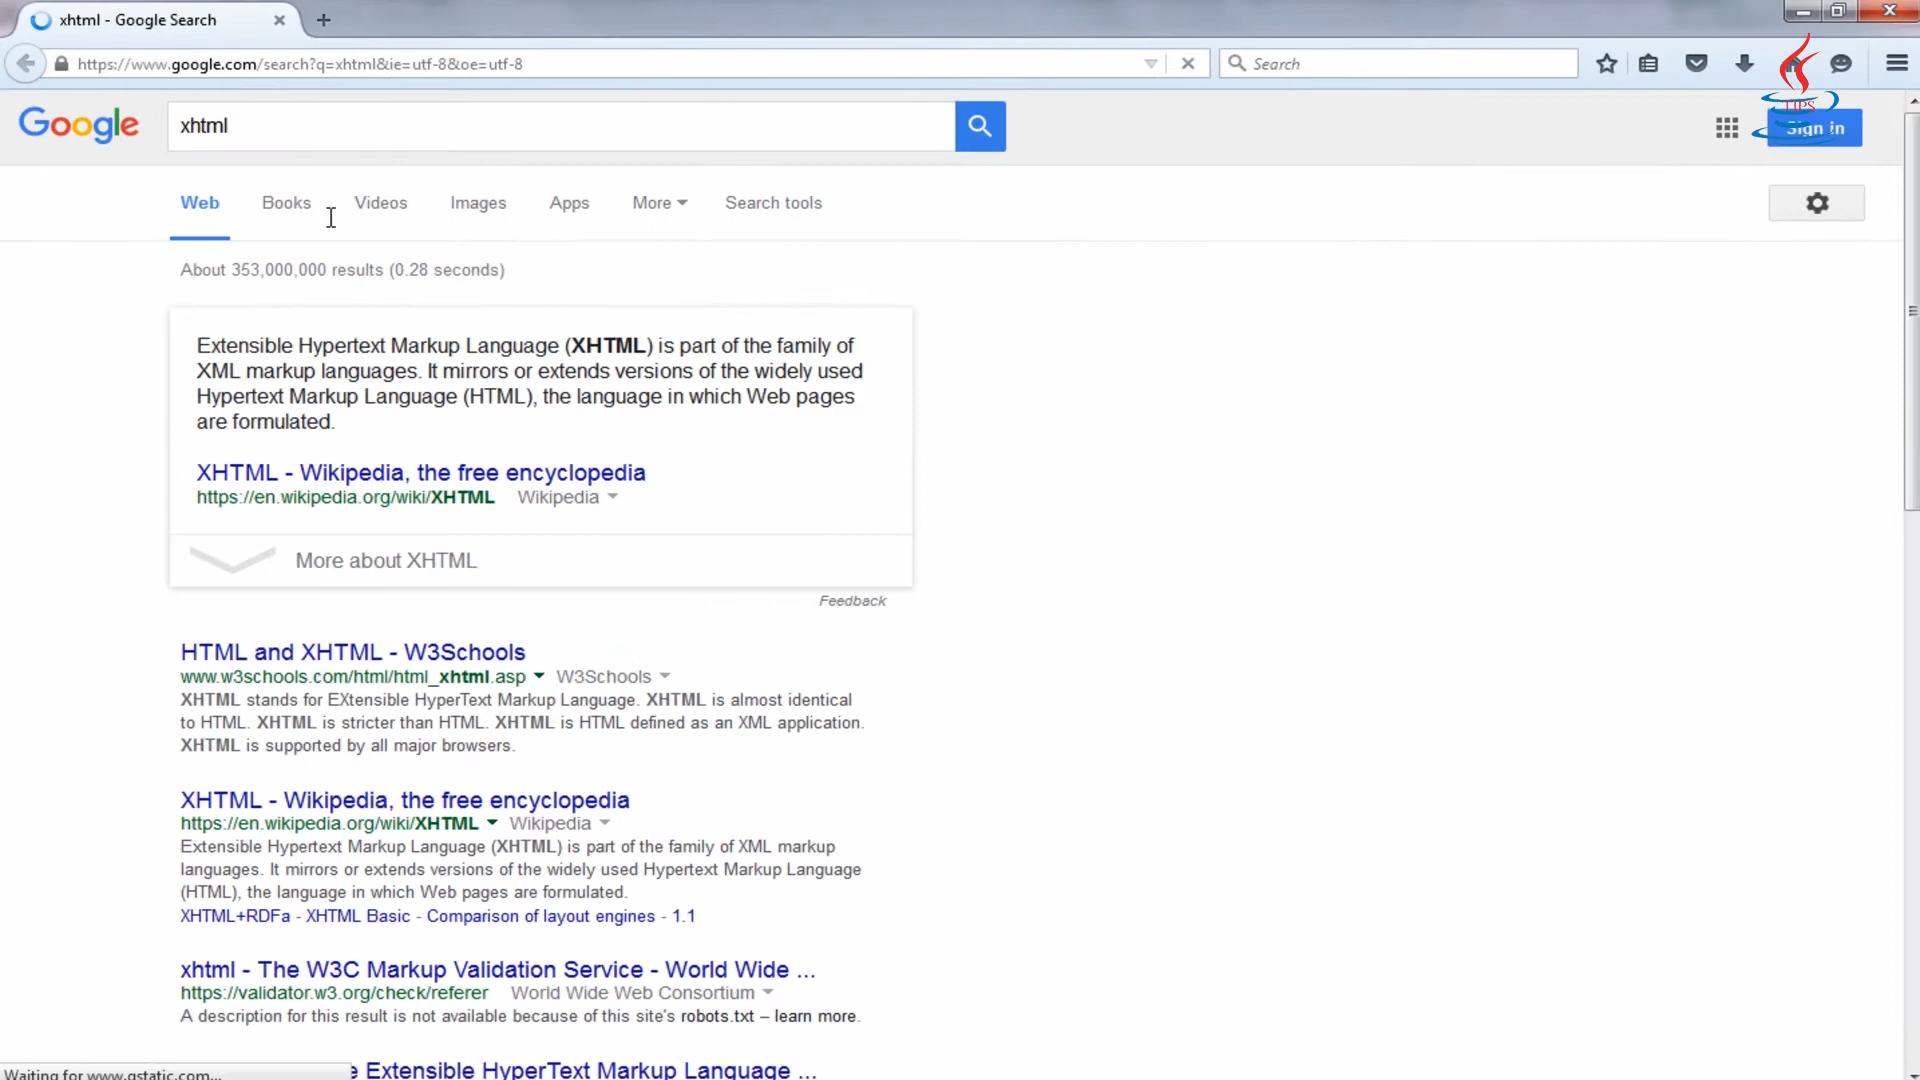 xhtml - Google Search
https://www.google.com/search?q=xhtml&ie=utf-8&oe=utf-8
Search
Google
xhtml
TIPS
Sign in
Web Books Videos Images Apps More Search tools
About 353,000,000 results (0.28 seconds)
Extensible Hypertext Markup Language (XHTML) is part of the family of
XML markup languages. It mirrors or extends versions of the widely used
Hypertext Markup Language (HTML), the language in which Web pages
are formulated.
XHTML - Wikipedia, the free encyclopedia
https://en.wikipedia.org/wiki/XHTML Wikipedia
More about XHTML
Feedback
HTML and XHTML - W3Schools
www.w3schools.com/html/html_xhtml.asp W3Schools
XHTML stands for EXtensible HyperText Markup Language. XHTML is almost identical
to HTML. XHTML is stricter than HTML. XHTML is HTML defined as an XML application.
XHTML is supported by all major browsers.
XHTML - Wikipedia, the free encyclopedia
https://en.wikipedia.org/wiki/XHTML Wikipedia
Extensible Hypertext Markup Language (XHTML) is part of the family of XML markup
languages. It mirrors or extends versions of the widely used Hypertext Markup Language
(HTML), the language in which Web pages are formulated.
XHTML+RDFa - XHTML Basic - Comparison of layout engines - 1.1
xhtml - The W3C Markup Validation Service - World Wide ...
https://validator.w3.org/check/referer World Wide Web Consortium
A description for this result is not available because of this site's robots.txt – learn more.
Extensible HyperText Markup Language ...
Waiting for www.gstatic.com...